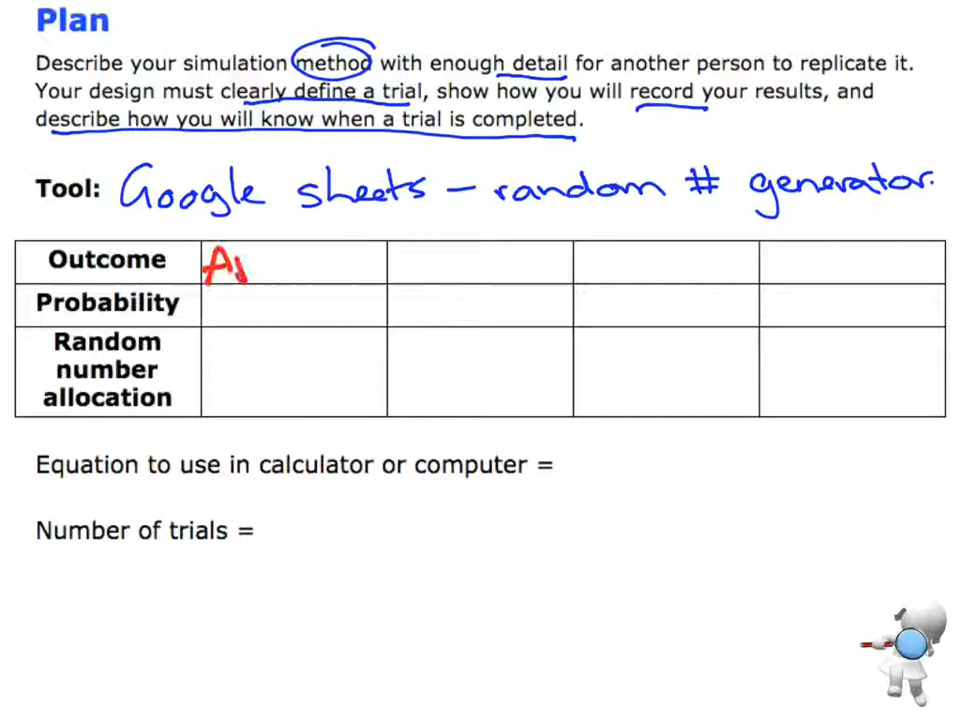 Plan
Describe your simulation method with enough detail for another person to replicate it.
Your design must clearly define a trial, show how you will record your results, and
describe how you will know when a trial is completed.
Tool: Google sheets – random # generator.
Outcome
Probability
Random
number
allocation
Equation to use in calculator or computer =
Number of trials =